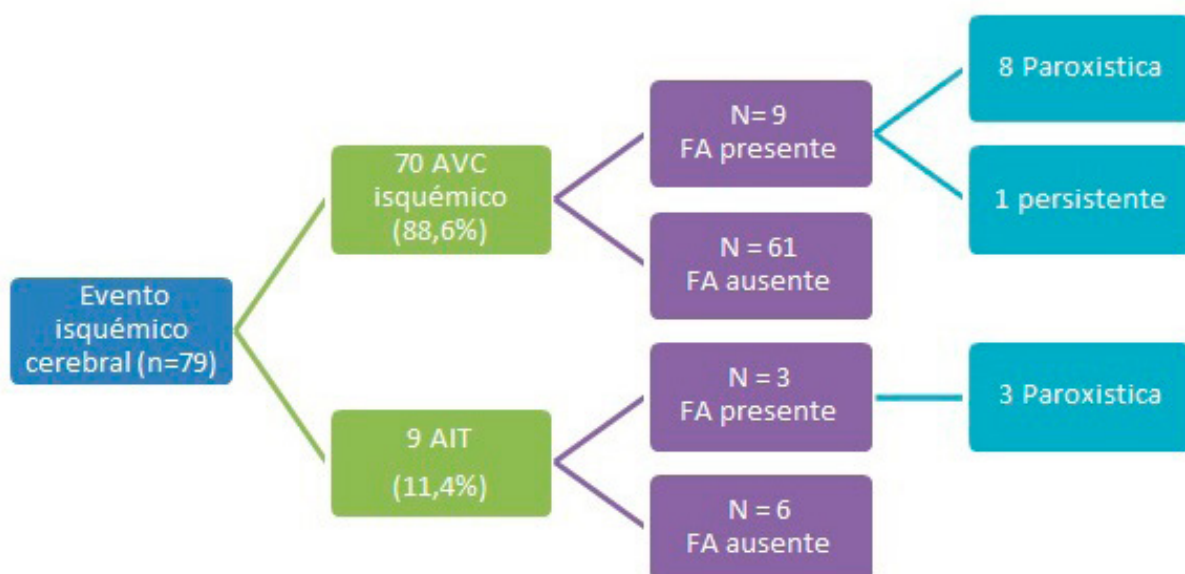 Evento
isquémico
cerebral (n=79)
70 AVC
isquémico
(88,6%)
9 AIT
(11,4%)
N= 9
FA presente
N = 61
FA ausente
N = 3
FA presente
N = 6
FA ausente
8 Paroxistica
1 persistente
3 Paroxistica